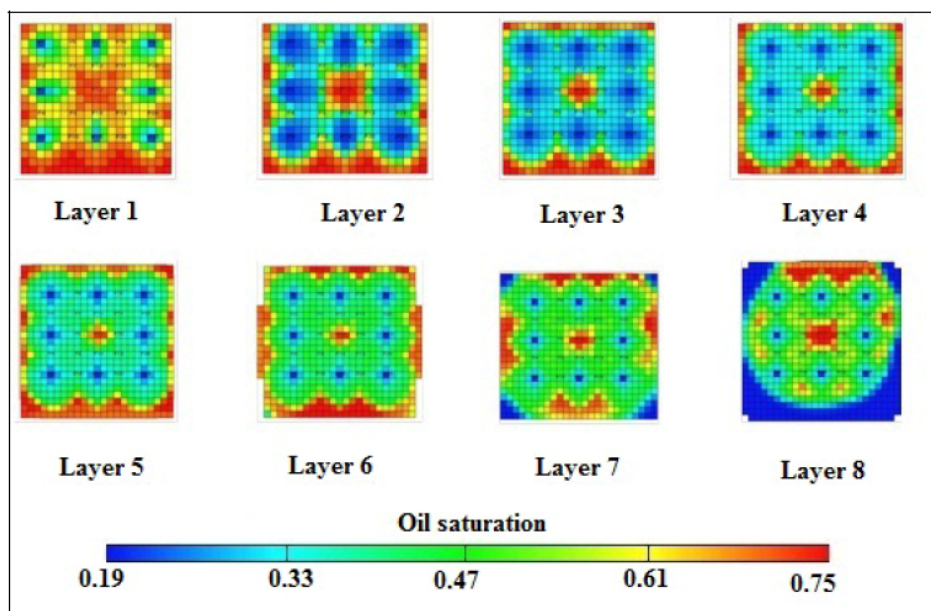 Layer 1
Layer 2
Layer 3
Layer 4
Layer 5
Layer 6
Layer 7
Layer 8
Oil saturation
0.19
0.33
0.47
0.61
0.75